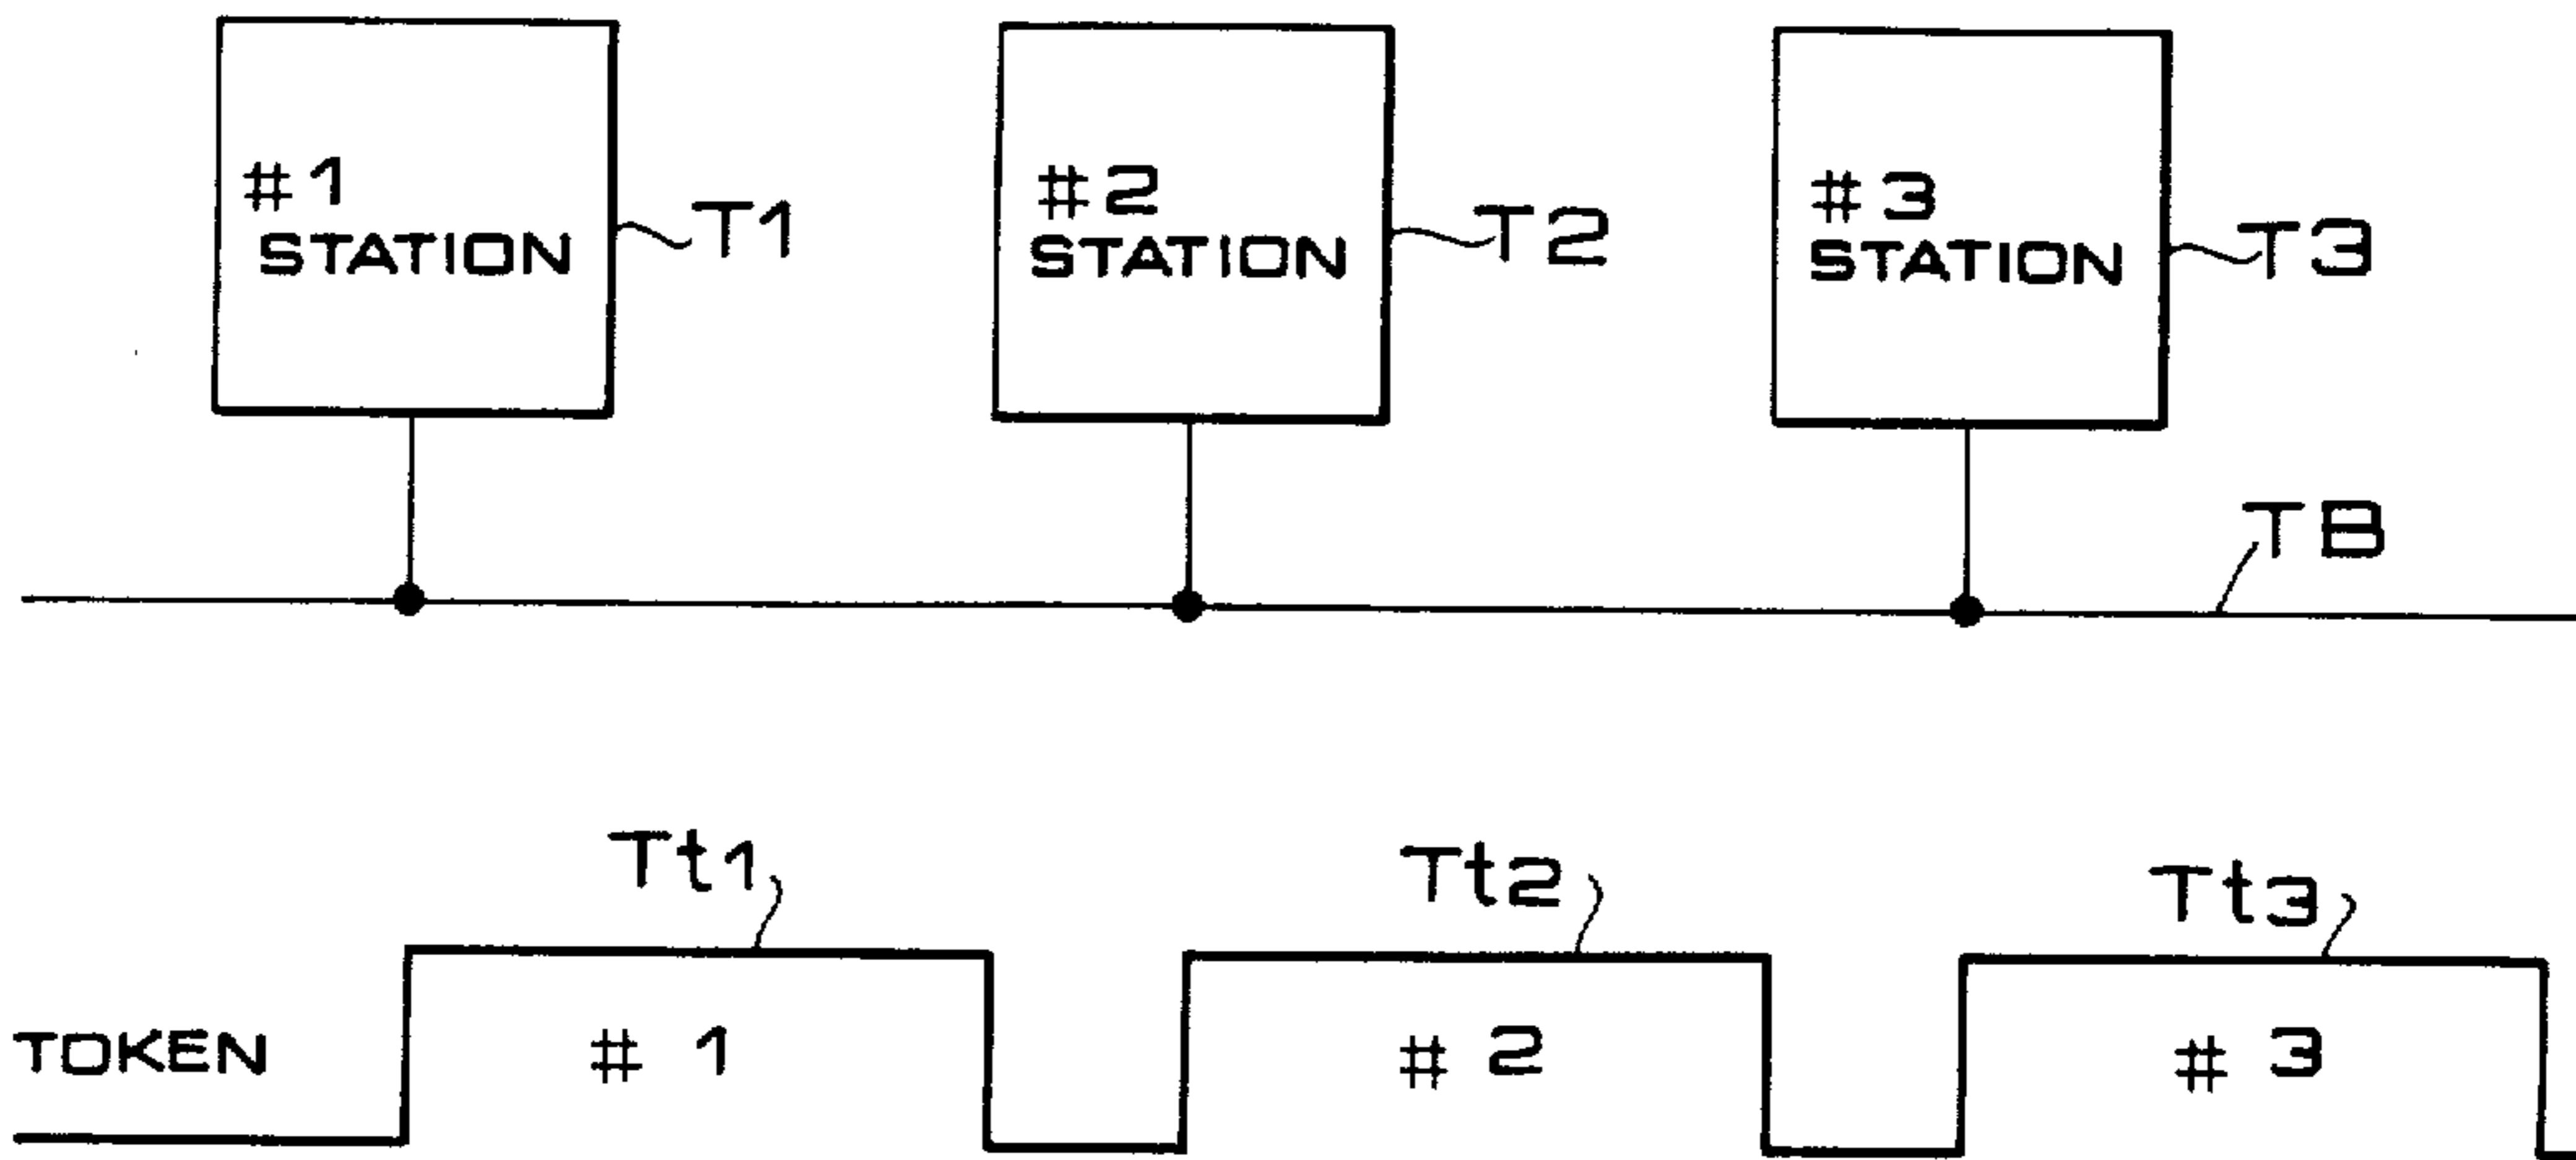 #1
STATION
T1
#2
STATION
T2
#3
STATION
T3
TB
Tt1
Tt2
Tt3
TOKEN
# 1
# 2
# 3